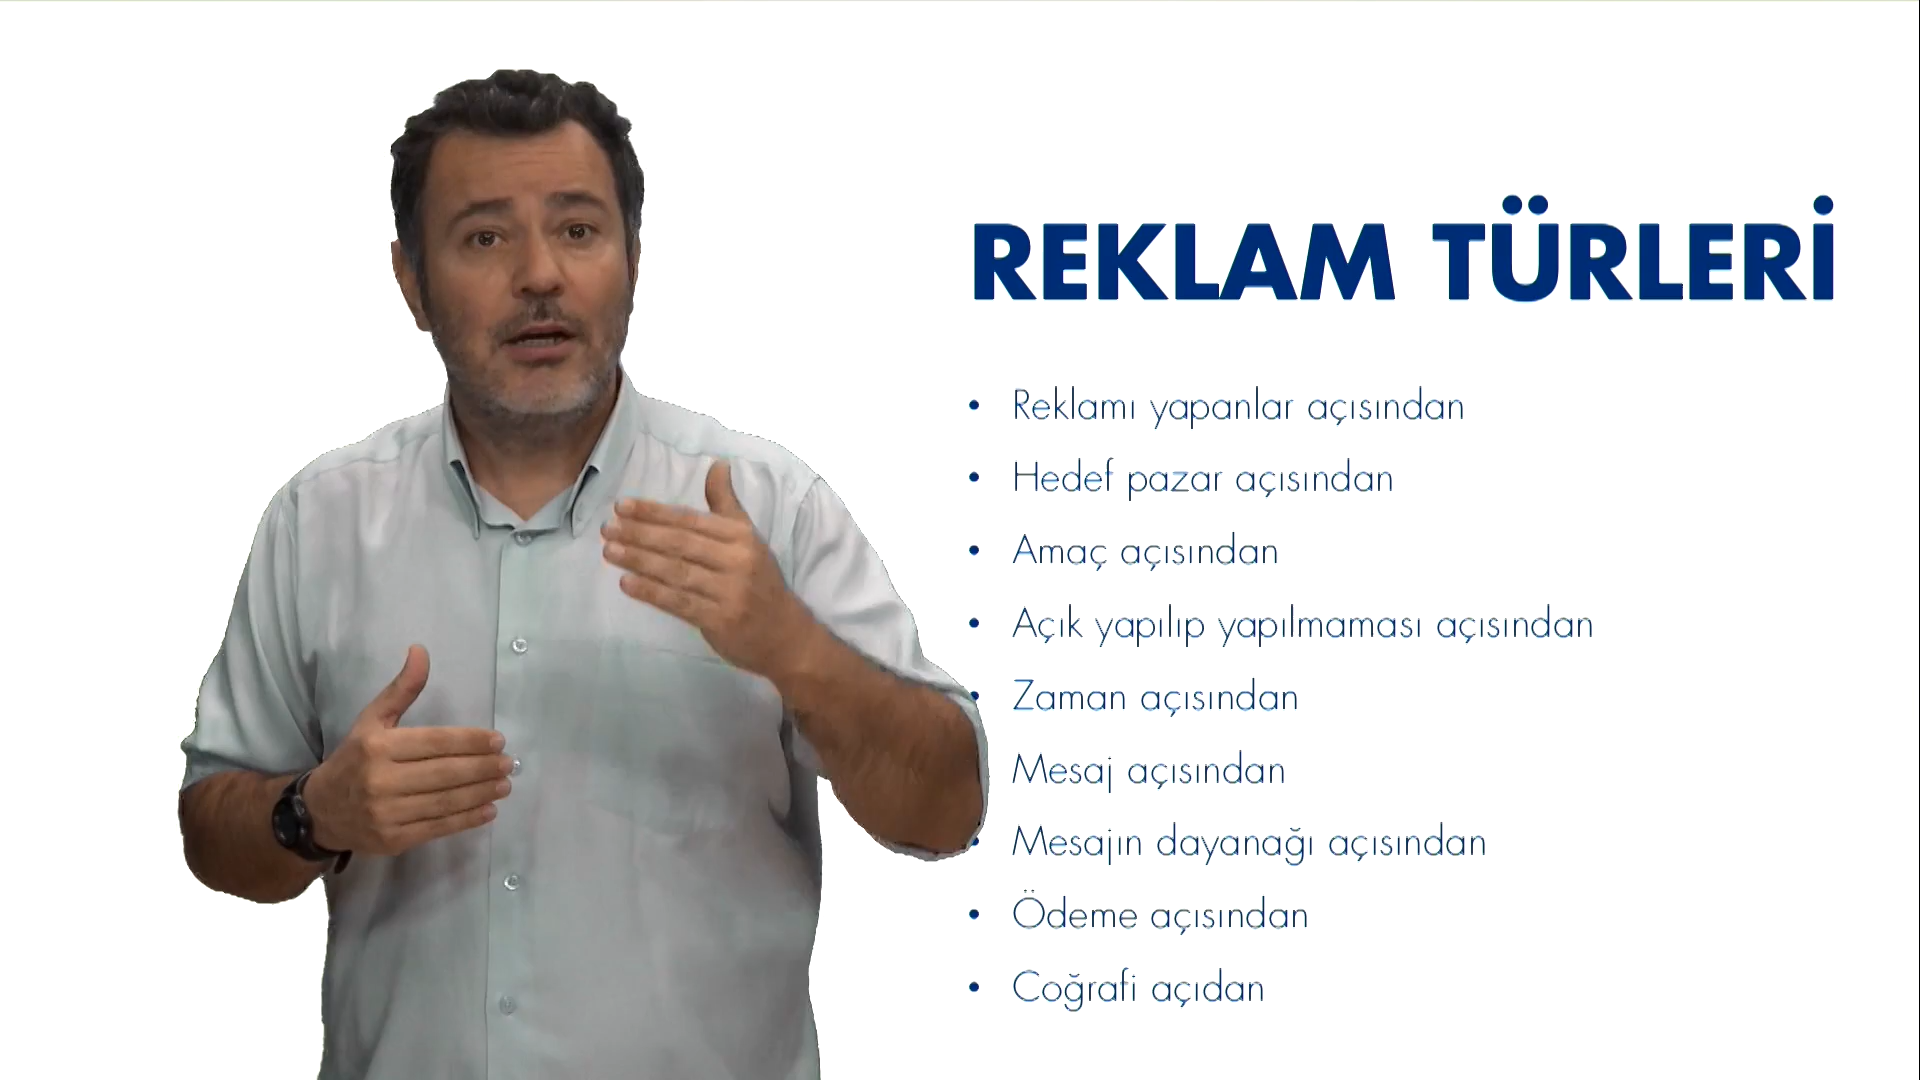 REKLAM TÜRLERİ
• Reklamı yapanlar açısından
• Hedef pazar açısından
• Amaç açısından
• Açık yapılıp yapılmaması açısından
• Zaman açısından
Mesaj açısından
• Mesajın dayanağı açısından
• Ödeme açısından
• Coğrafi açıdan